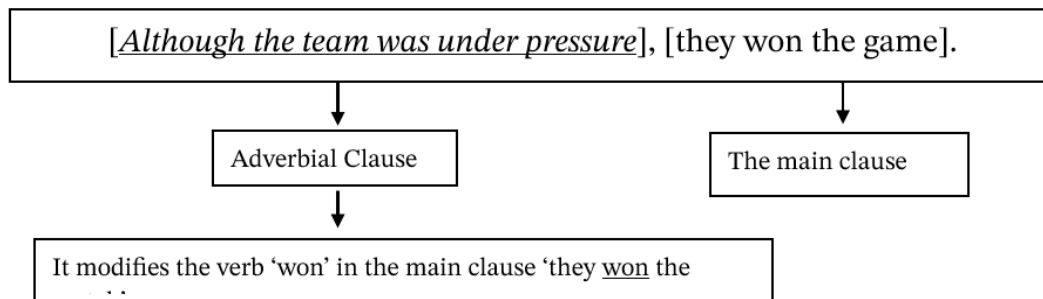 [Although the team was under pressure], [they won the game].
Adverbial Clause
The main clause
It modifies the verb ‘won’ in the main clause ‘they won the